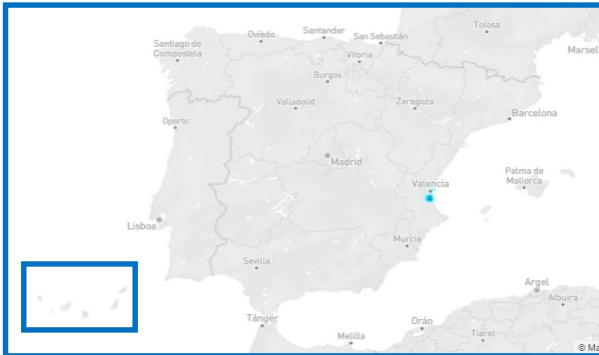 Tolosa
Oviedo
Santander
San Sebastián
Santiago de
Compostela
Marsel
Vitoria
Burgos
Valladolid
Zaragoza
Barcelona
Oporto
Madrid
Palma de
Mallorca
Valencia
Lisboa
Murcia
Sevilla
Argel
Albuira
Tánger
Orán
Melilla
Tiaret
© Ma